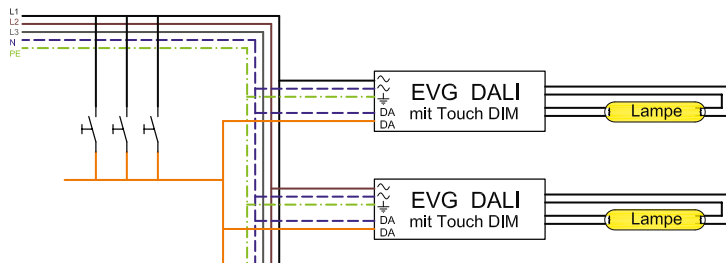 L1
L2
L3
N
PE
EVG DALI
mit Touch DIM
DA
DA
Lampe
EVG DALI
mit Touch DIM
DA
DA
Lampe